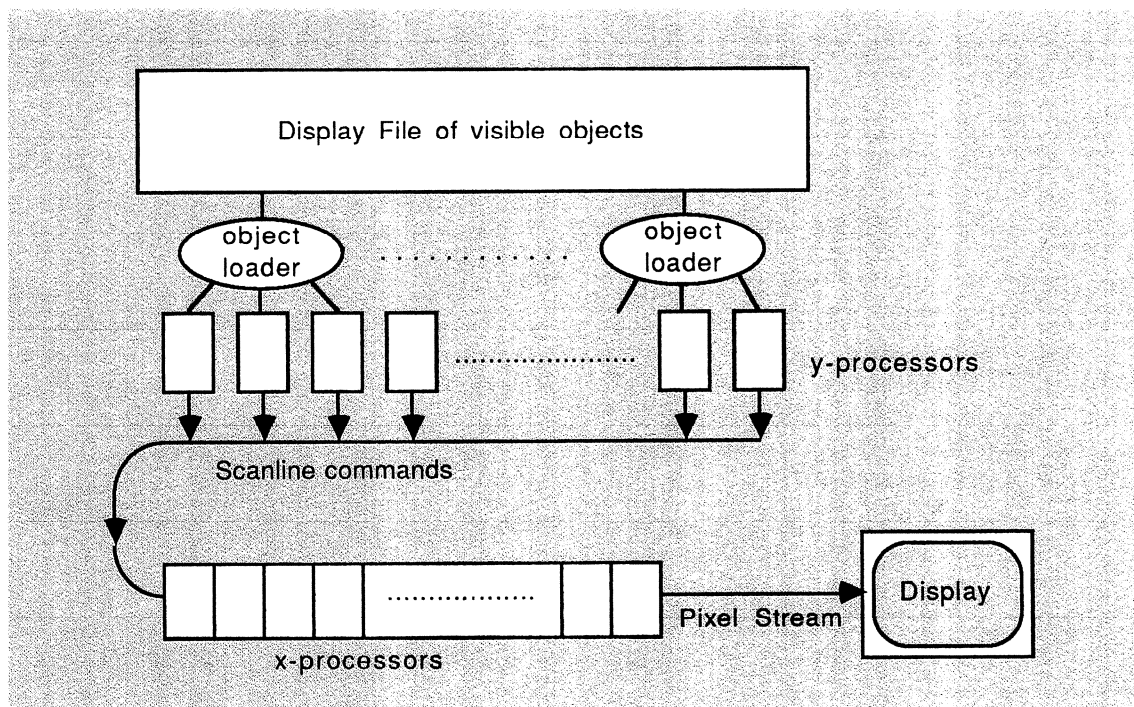 Display File of visible objects
object
loader
object
loader
y-processors
Scanline commands
Display
Pixel Stream
x-processors